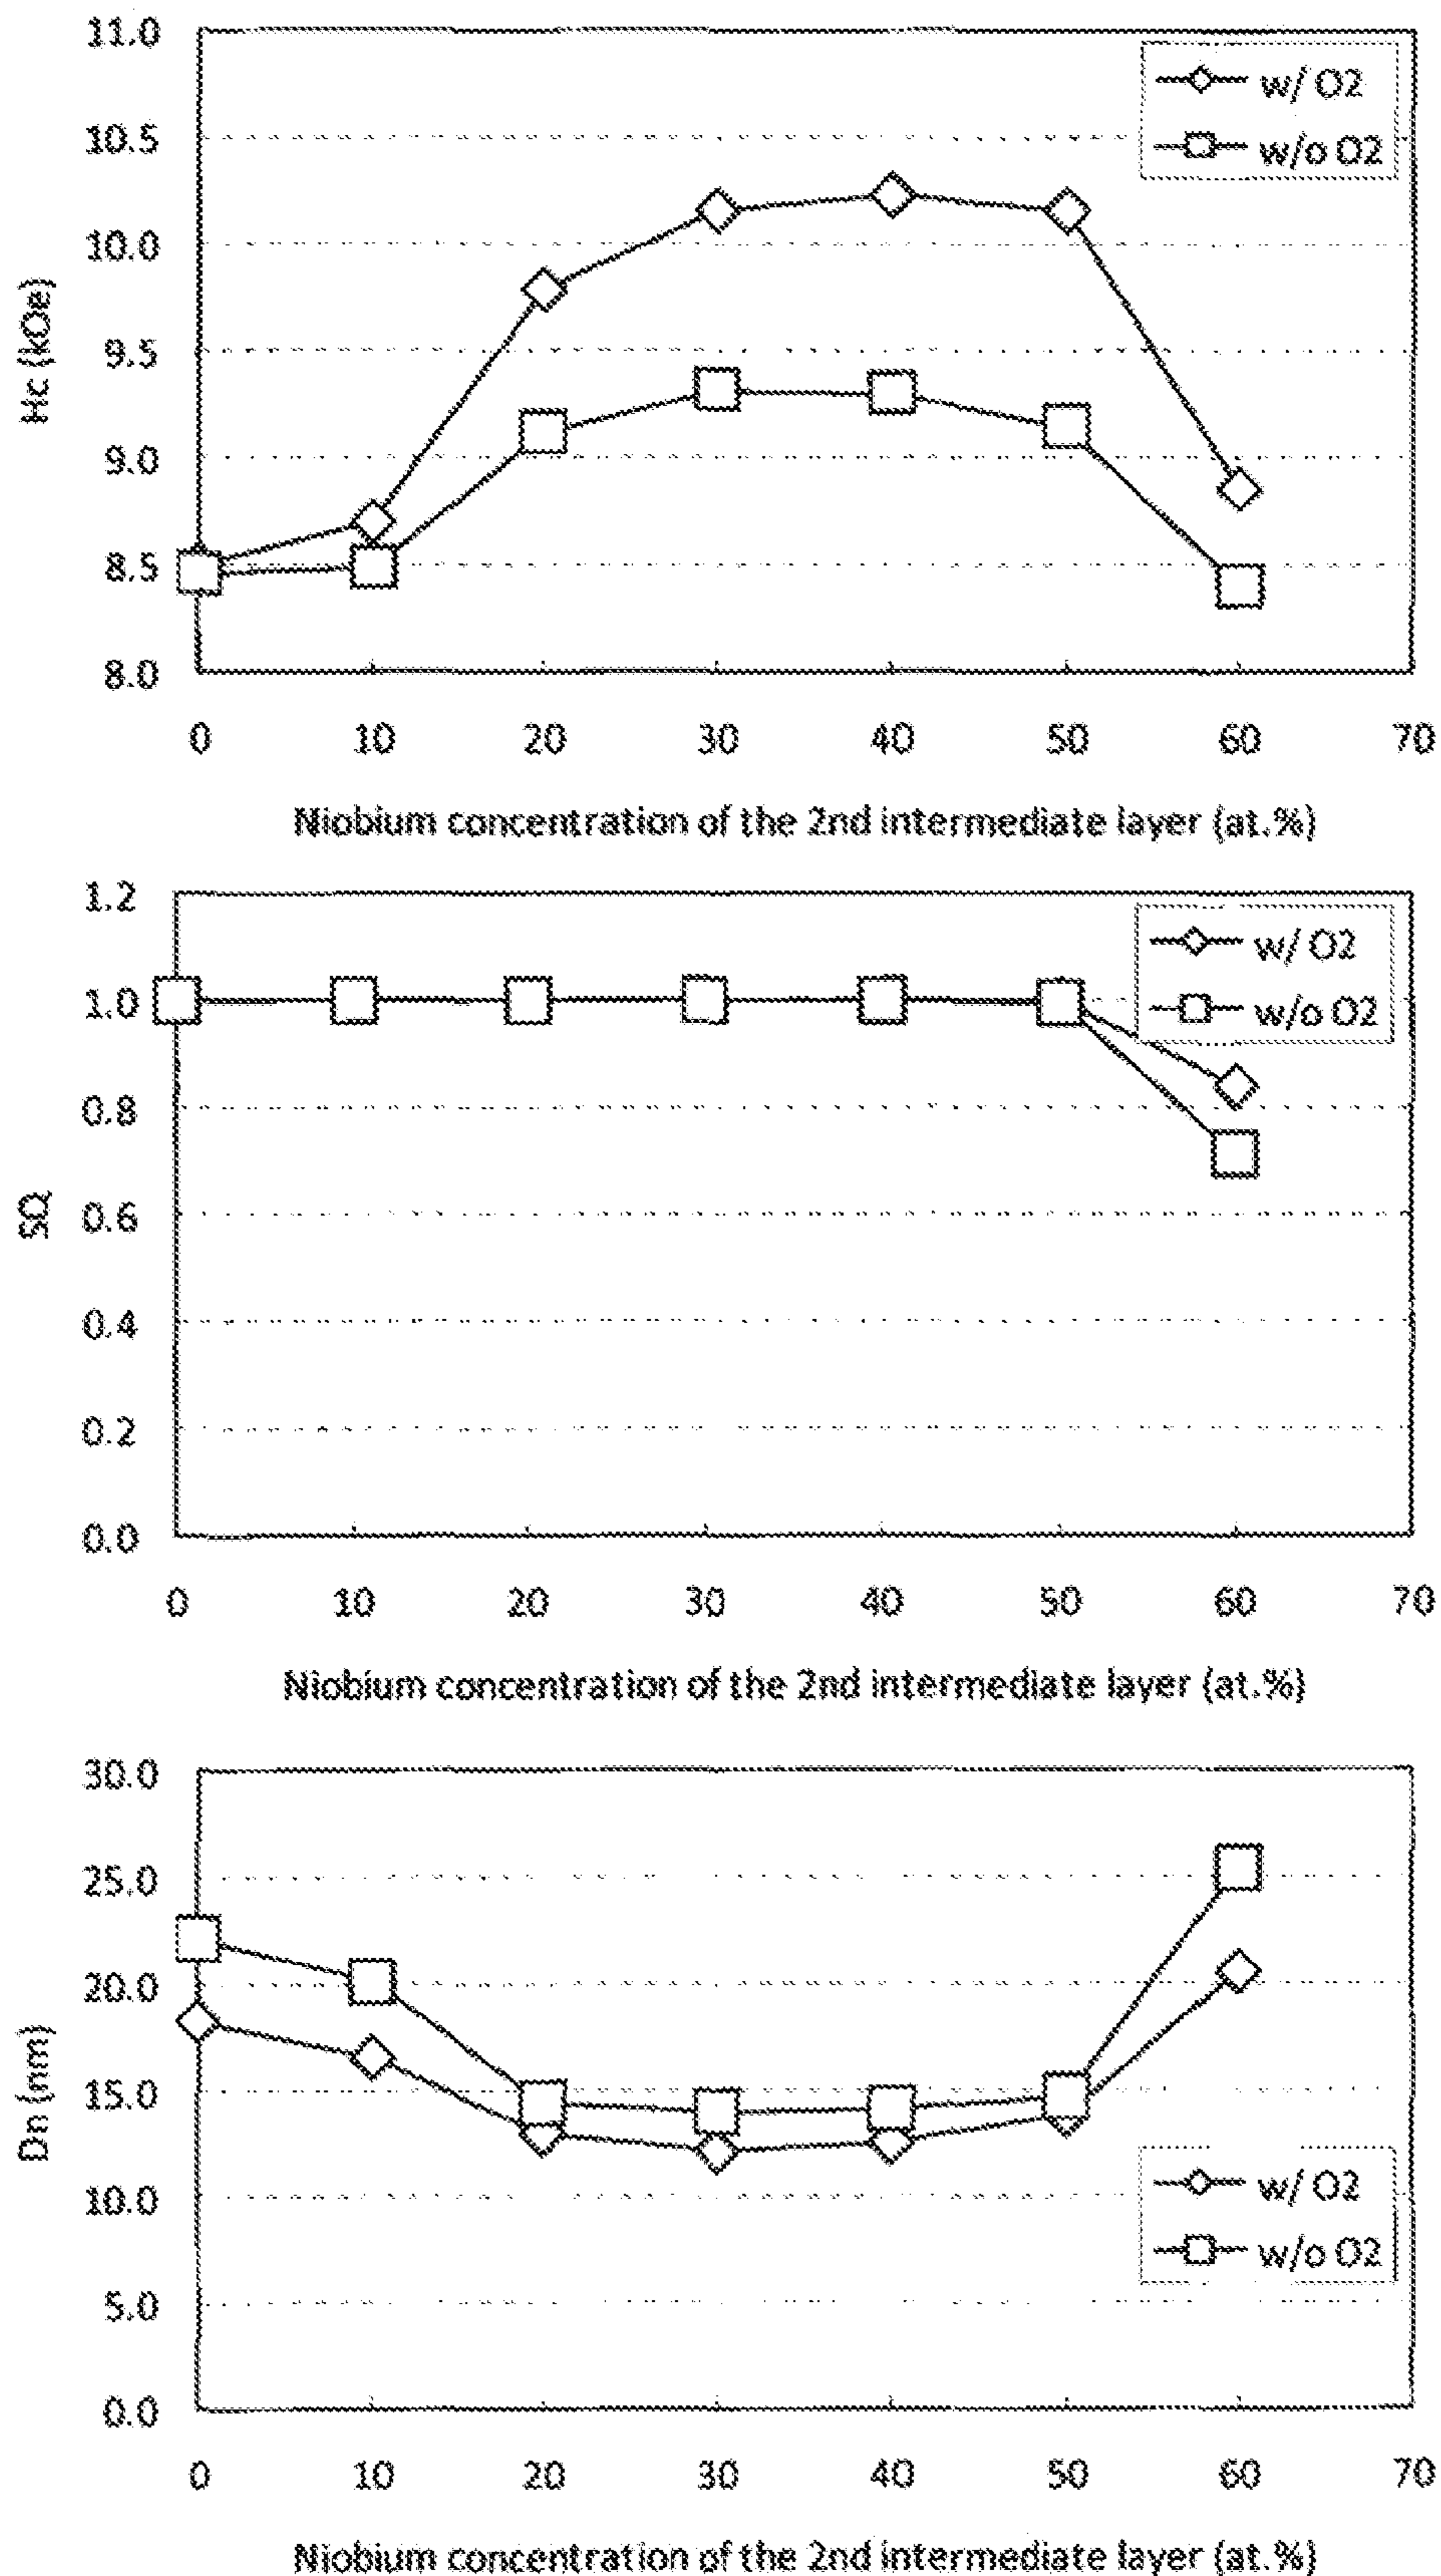 11.0
w/ O2
10.5
w/o O2
10.0
9.5
Hc (kOe)
9.0
8.5
8.0
0 10 20 30 40 50 60 70
Niobium concentration of the 2nd intermediate layer (at.%)
1.2
w/ O2
1.0
w/o O2
0.8
SQ
0.6
0.4
0.2
0.0
0 10 20 30 40 50 60 70
Niobium concentration of the 2nd intermediate layer (at.%)
30.0
25.0
20.0
Dn (nm)
15.0
10.0
w/ O2
w/o O2
5.0
0.0
0 10 20 30 40 50 60 70
Niobium concentration of the 2nd intermediate layer (at.%)